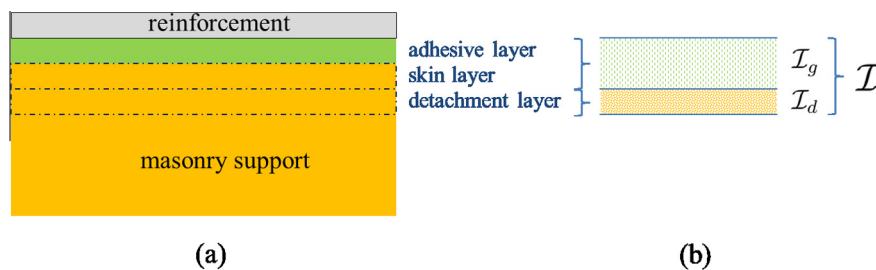 reinforcement
adhesive layer
skin layer
detachment layer
masonry support
ℐg
ℐd
ℐ
(a)
(b)